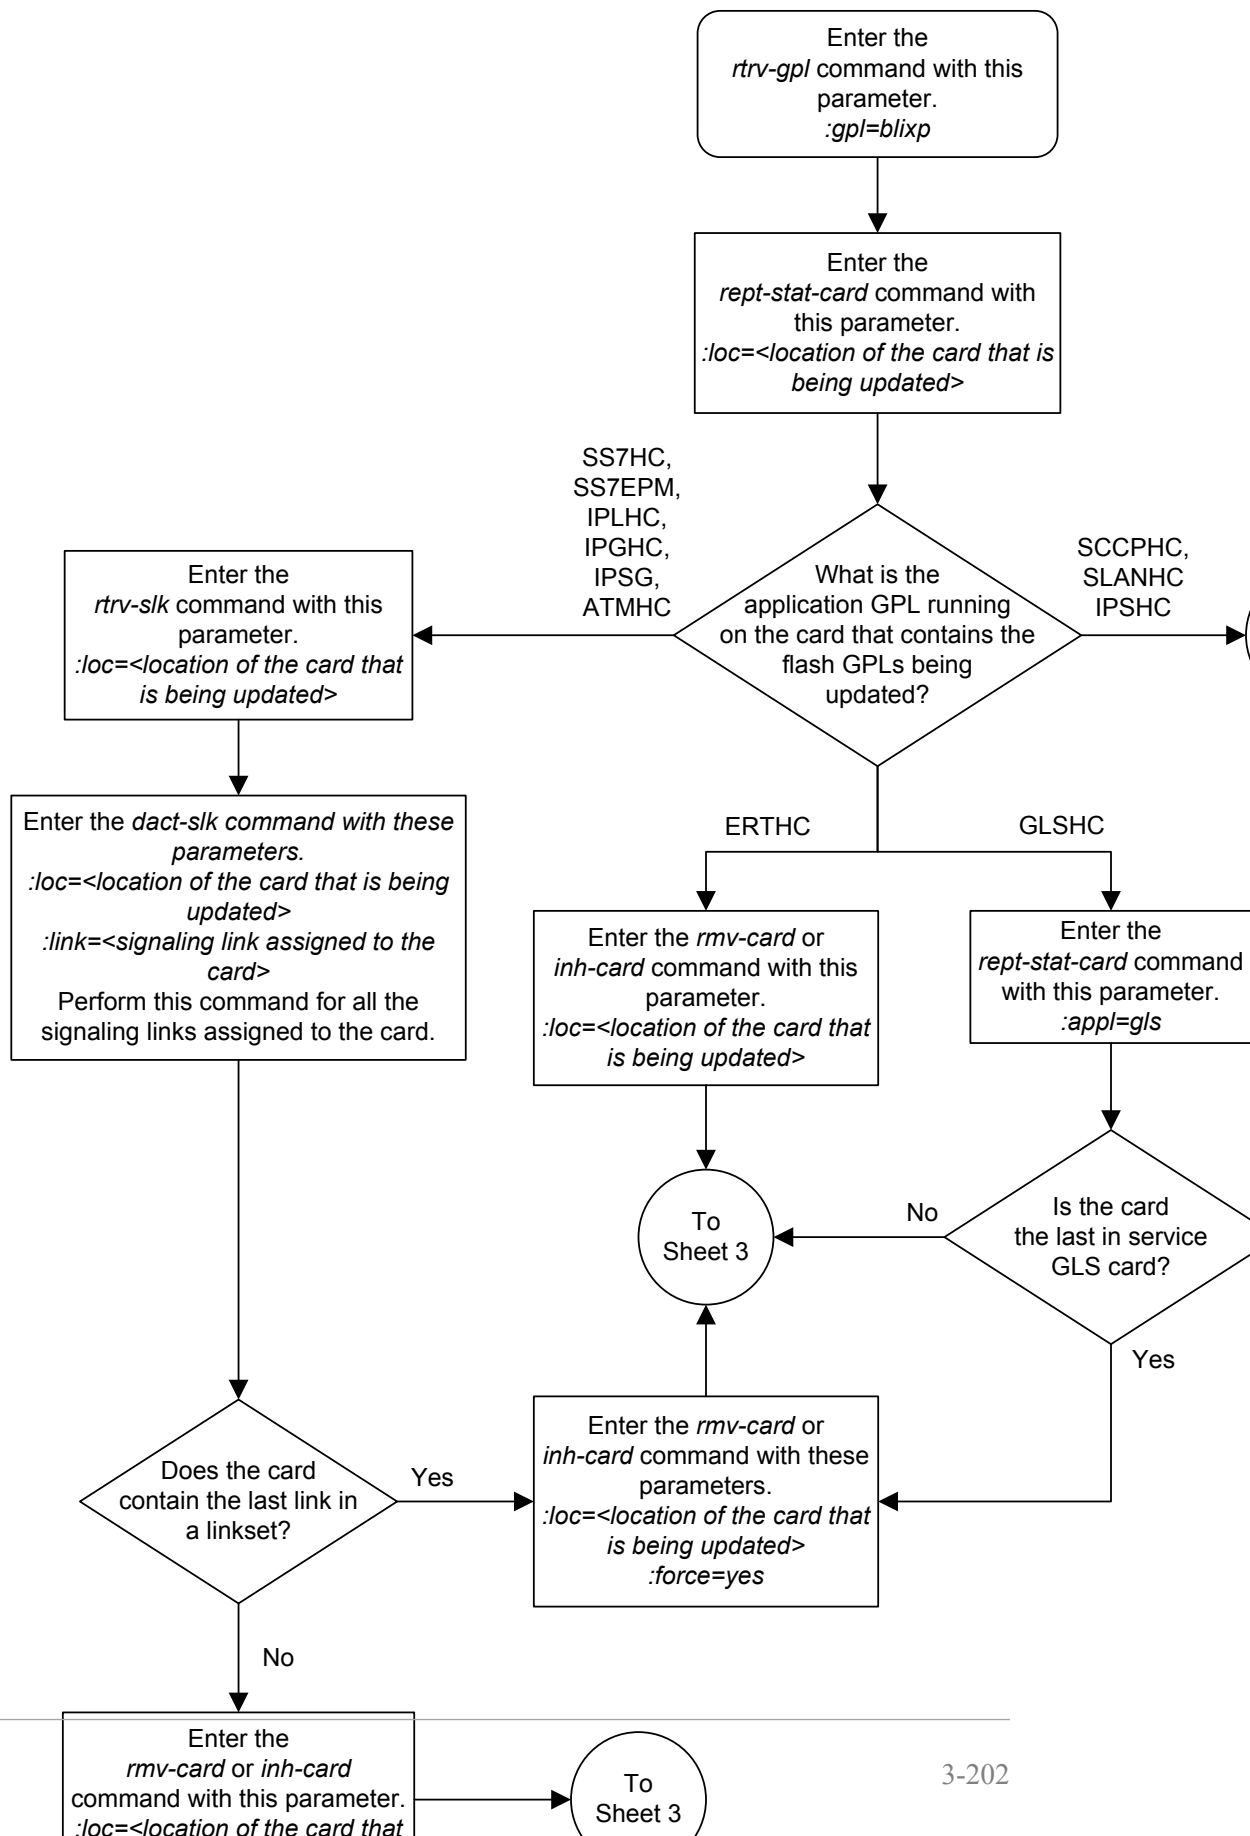 Enter the
rtrv-gpl command with this
parameter.
:gpl=blixp
Enter the
rept-stat-card command with
this parameter.
:loc=<location of the card that is
being updated>
SS7HC,
SS7EPM,
IPLHC,
IPGHC,
IPSG,
ATMHC
What is the
application GPL running
on the card that contains the
flash GPLs being
updated?
SCCPHC,
SLANHC
IPSHC
Enter the
rtrv-slk command with this
parameter.
:loc=<location of the card that
is being updated>
Enter the dact-slk command with these
parameters.
:loc=<location of the card that is being
updated>
:link=<signaling link assigned to the
card>
Perform this command for all the
signaling links assigned to the card.
ERTHC
GLSHC
Enter the rmv-card or
inh-card command with this
parameter.
:loc=<location of the card that
is being updated>
Enter the
rept-stat-card command
with this parameter.
:appl=gls
To
Sheet 3
No
Is the card
the last in service
GLS card?
Yes
Does the card
contain the last link in
a linkset?
Yes
Enter the rmv-card or
inh-card command with these
parameters.
:loc=<location of the card that
is being updated>
:force=yes
No
Enter the
rmv-card or inh-card
command with this parameter.
:loc=<location of the card that
To
Sheet 3
3-202